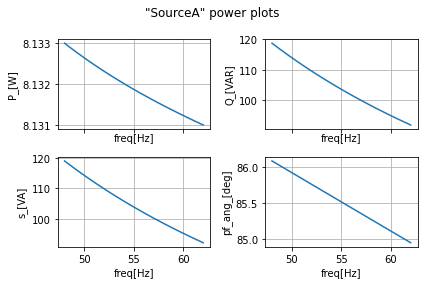 "SourceA" power plots
8.133
8.132
8.131
P_[W]
freq[Hz]
120
110
100
Q_[VAR]
freq[Hz]
120
110
100
s_[VA]
50
55
60
freq[Hz]
86.0
85.5
85.0
pf_ang_[deg]
50
55
60
freq[Hz]